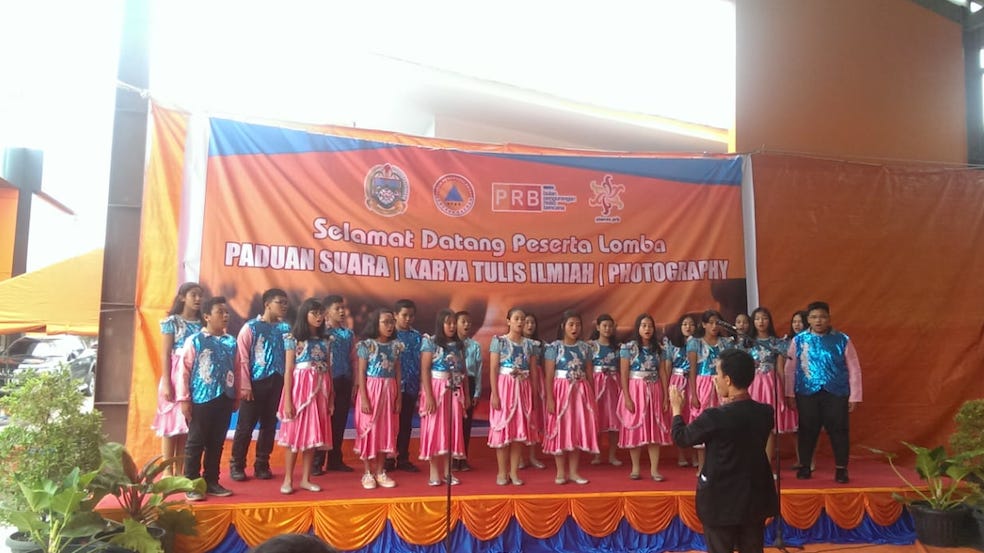 PRB
Selamat Datang Peserta Lomba
PADUAN SUARA | KARYA TULIS ILMIAH | PHOTOGRAPHY